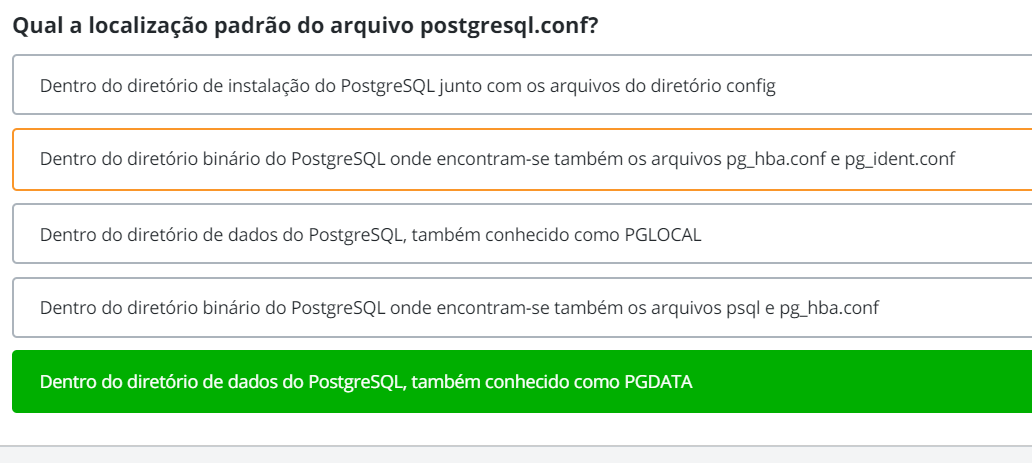 Qual a localização padrão do arquivo postgresql.conf?
Dentro do diretório de instalação do PostgreSQL junto com os arquivos do diretório config
Dentro do diretório binário do PostgreSQL onde encontram-se também os arquivos pg_hba.conf e pg_ident.conf
Dentro do diretório de dados do PostgreSQL, também conhecido como PGLOCAL
Dentro do diretório binário do PostgreSQL onde encontram-se também os arquivos psql e pg_hba.conf
Dentro do diretório de dados do PostgreSQL, também conhecido como PGDATA